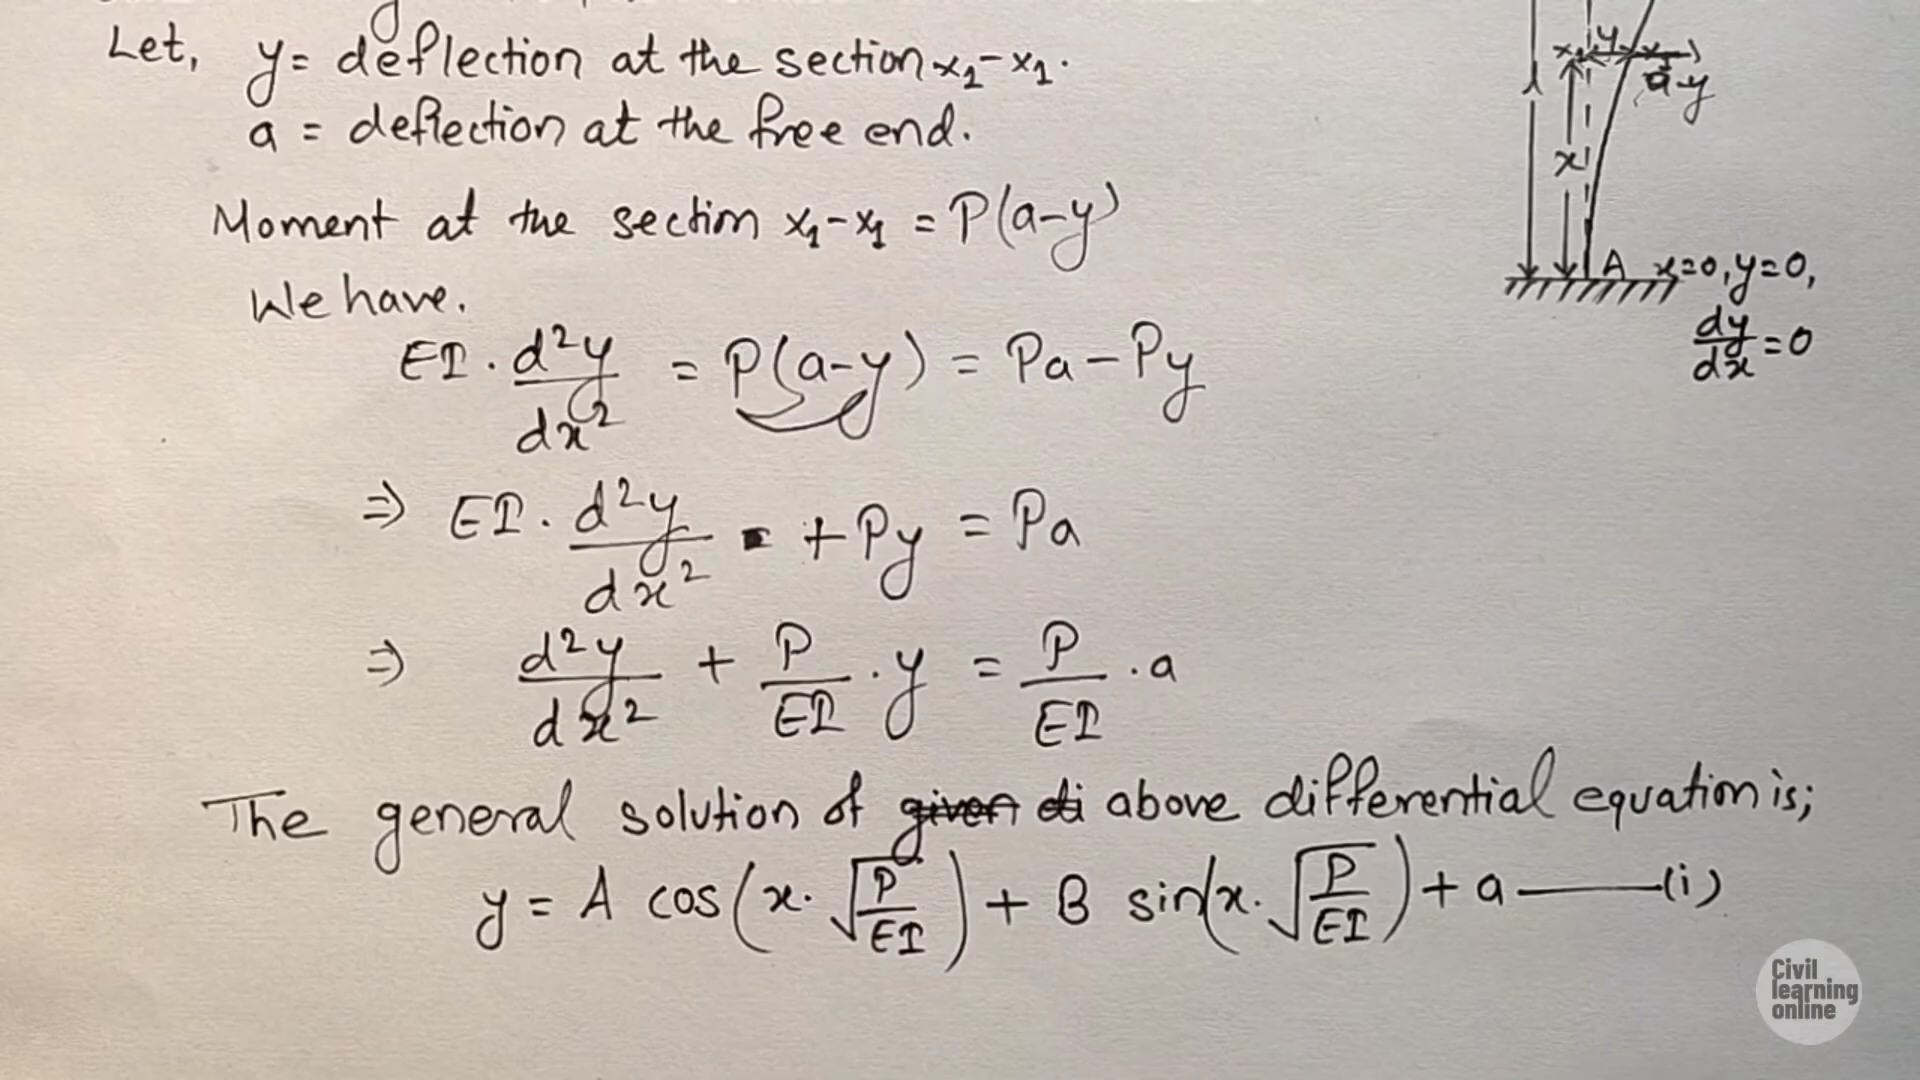 Let, y = deflection at the section x₁-x₁.
a = deflection at the free end.
Moment at the section x₁-x₁ = P(a-y)
We have.
EI · d²y/dx² = P(a-y) = Pa - Py
⇒ EI · d²y/dx² + Py = Pa
⇒ d²y/dx² + P/EI · y = P/EI · a
The general solution of given di above differential equation is;
y = A cos(x·√(P/EI)) + B sin(x·√(P/EI)) + a —— (i)
y
a-y
l
x
A x=0, y=0,
dy/dx = 0
Civil
learning
online